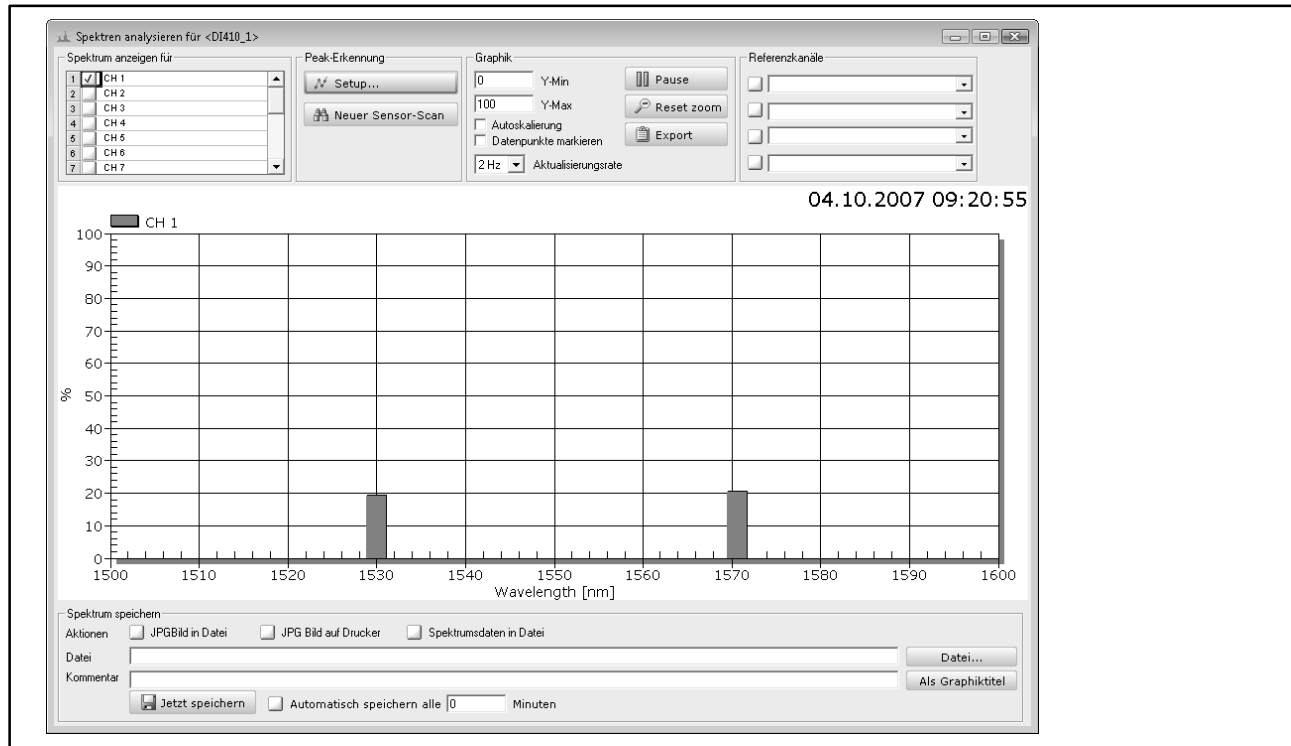 Spektren analysieren für <DI410_1>
Spektrum anzeigen für
1 CH 1
2 CH 2
3 CH 3
4 CH 4
5 CH 5
6 CH 6
7 CH 7
Peak-Erkennung
Setup...
Neuer Sensor-Scan
Graphik
0 Y-Min
100 Y-Max
Autoskalierung
Datenpunkte markieren
2 Hz Aktualisierungsrate
Pause
Reset zoom
Export
Referenzkanäle
04.10.2007 09:20:55
CH 1
100
90
80
70
60
50
40
30
20
10
0
%
1500 1510 1520 1530 1540 1550 1560 1570 1580 1590 1600
Wavelength [nm]
Spektrum speichern
Aktionen JPGBild in Datei JPG Bild auf Drucker Spektrumsdaten in Datei
Datei Datei...
Kommentar Als Graphiktitel
Jetzt speichern Automatisch speichern alle 0 Minuten